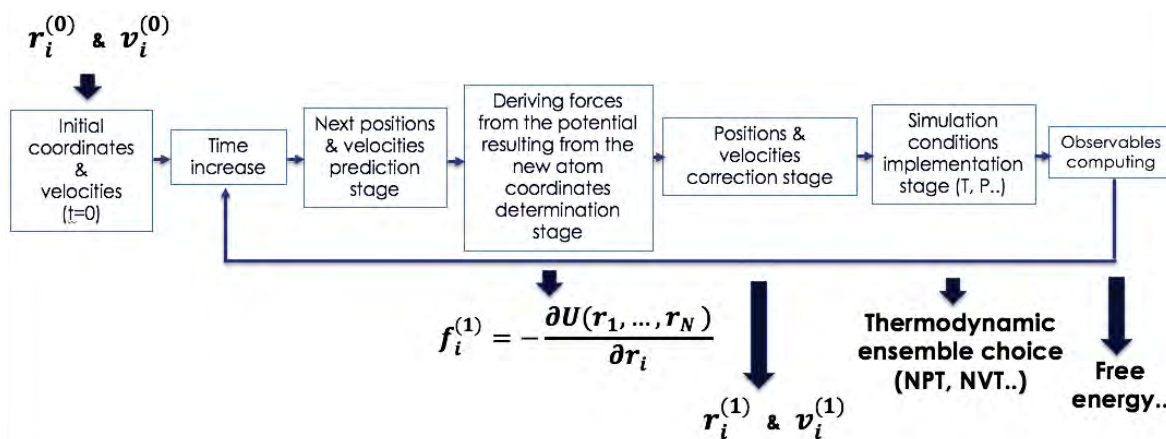 r_i^(0) & v_i^(0)
Initial
coordinates
&
velocities
(t=0)
Time
increase
Next positions
& velocities
prediction
stage
Deriving forces
from the potential
resulting from
the new atom
coordinates
determination
stage
Positions &
velocities
correction stage
Simulation
conditions
implementation
stage (T, P..)
Observables
computing
f_i^(1) = − ∂U(r_1, ..., r_N) / ∂r_i
r_i^(1) & v_i^(1)
Thermodynamic
ensemble choice
(NPT, NVT..)
Free
energy..